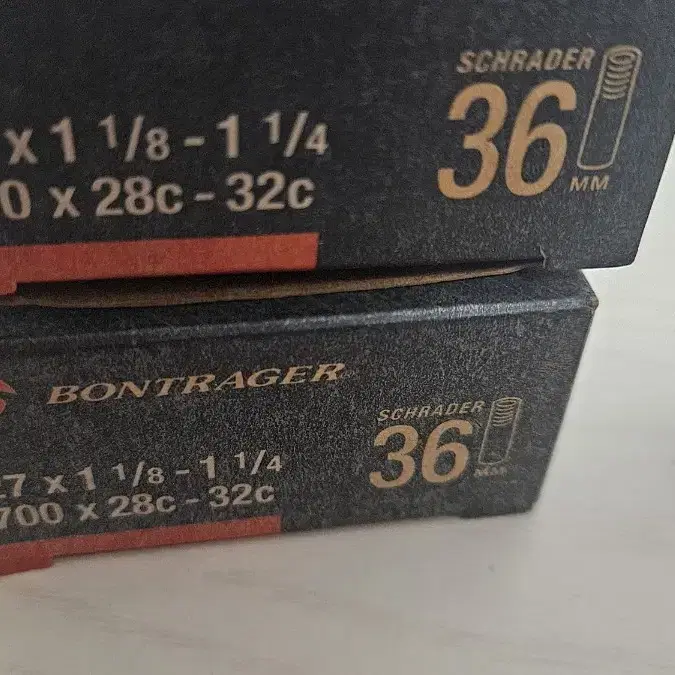 SCHRADER
36
MM
x 1 1/8 - 1 1/4
0 x 28c - 32c
BONTRAGER
SCHRADER
36
MM
7 x 1 1/8 - 1 1/4
700 x 28c - 32c